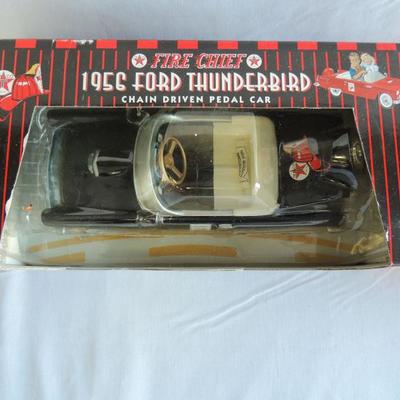 FIRE CHIEF
1956 FORD THUNDERBIRD
CHAIN DRIVEN PEDAL CAR